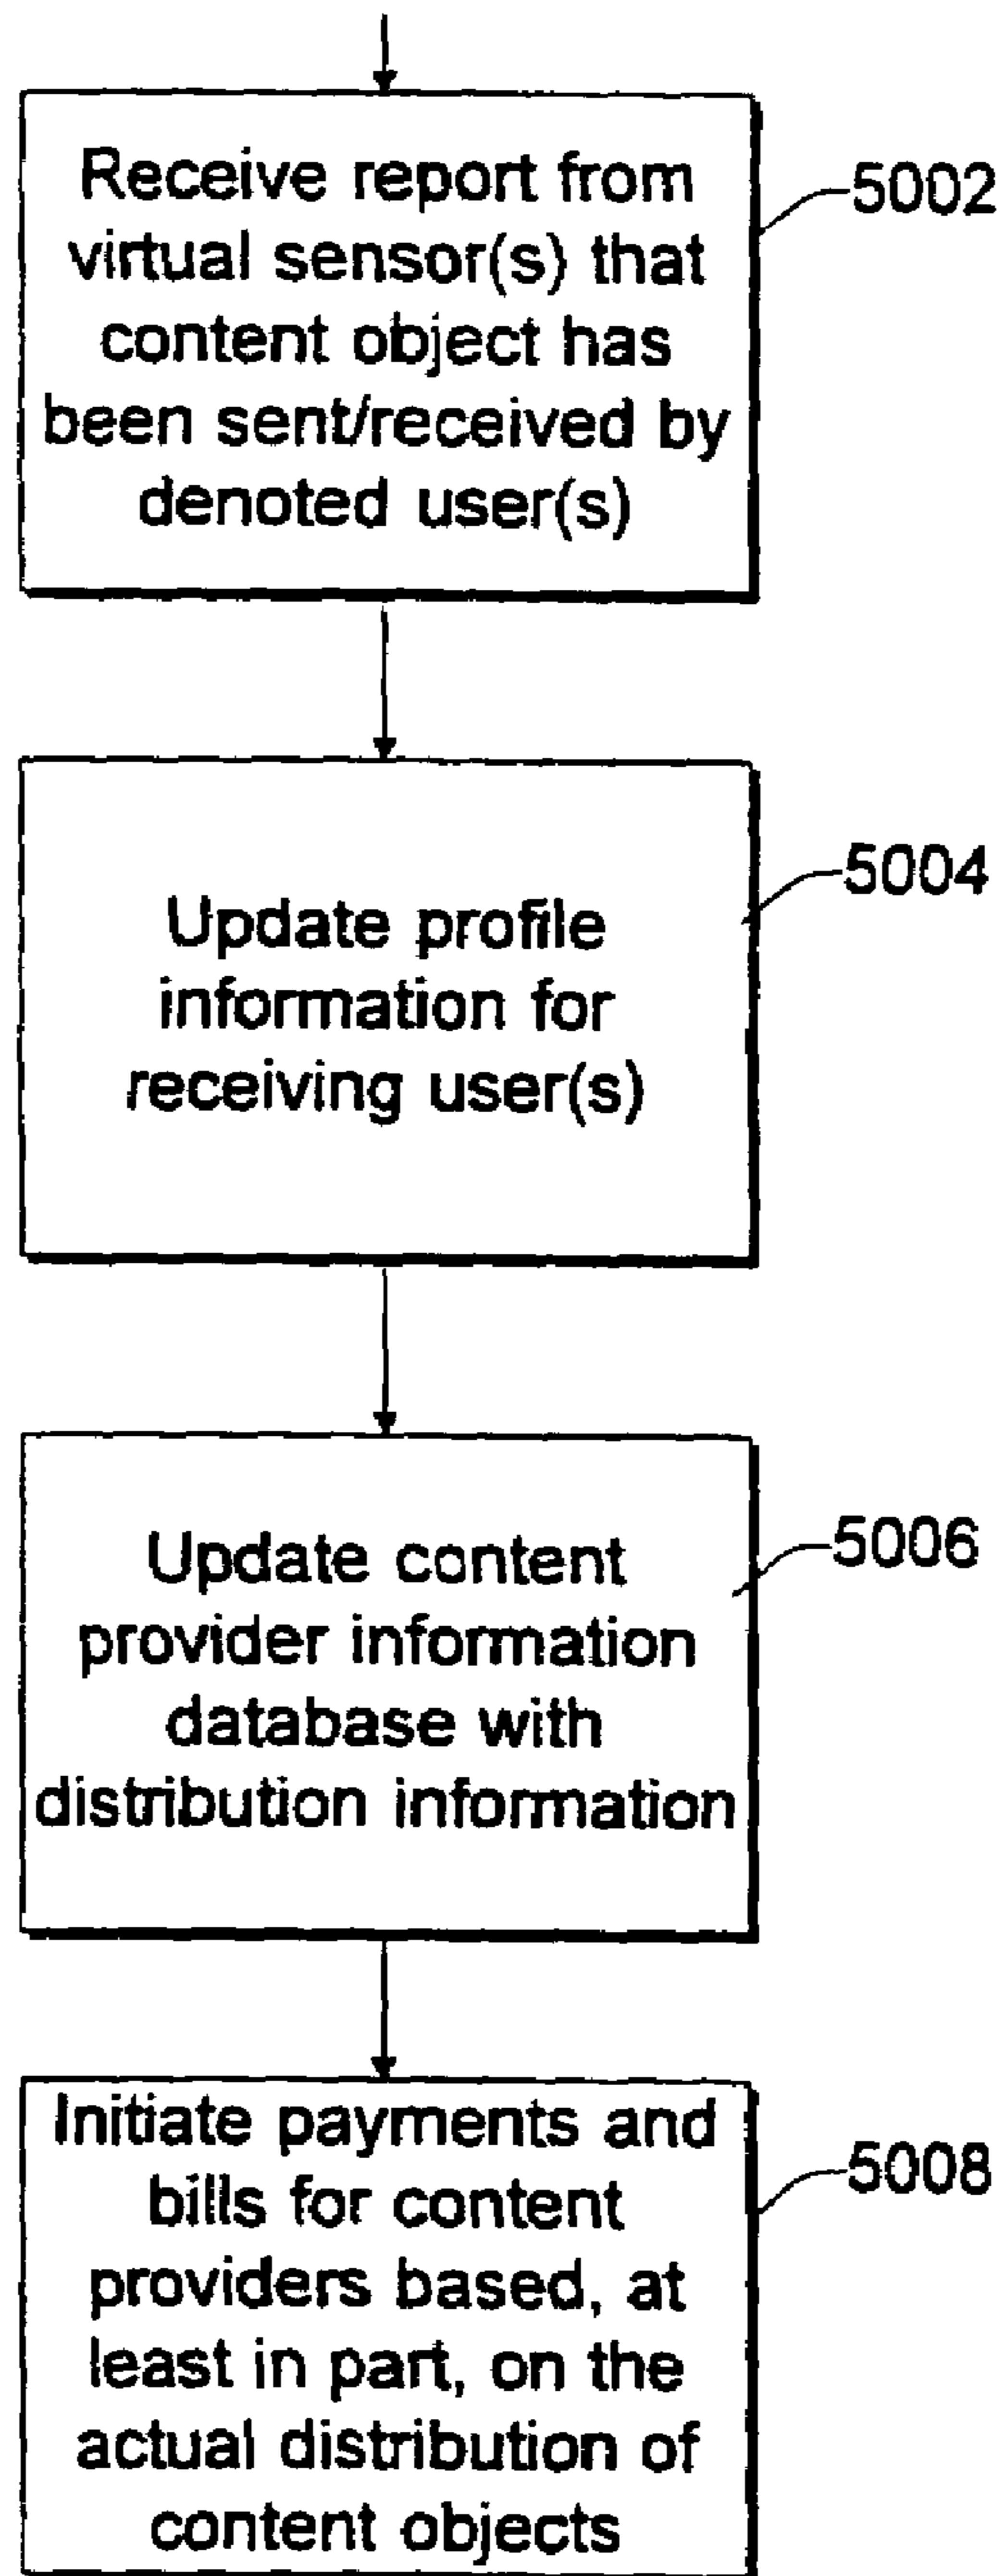 Receive report from
5002
virtual sensor(s) that
content object has
been sent/received by
denoted user(s)
5004
Update profile
information for
receiving user(s)
5006
Update content
provider information
database with
distribution information
Initiate payments and
5008
bills for content
providers based, at
least in part, on the
actual distribution of
content objects